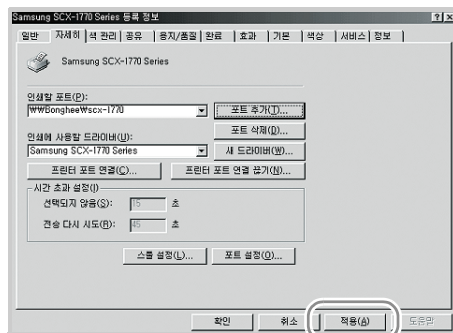 Samsung SCX-1770 Series 등록 정보
일반 자세히 색 관리 공유 용지/품질 완료 효과 기본 색상 서비스 정보
Samsung SCX-1770 Series
인쇄할 포트(P):
₩₩Bonghee₩scx-1770
포트 추가(T)...
포트 삭제(D)...
인쇄에 사용할 드라이버(U):
Samsung SCX-1770 Series
새 드라이버(W)...
프린터 포트 연결(C)... 프린터 포트 연결 끊기(N)...
시간 초과 설정(I)
선택되지 않음(S): 15 초
전송 다시 시도(R): 45 초
스풀 설정(L)... 포트 설정(O)...
확인 취소 적용(A) 도움말